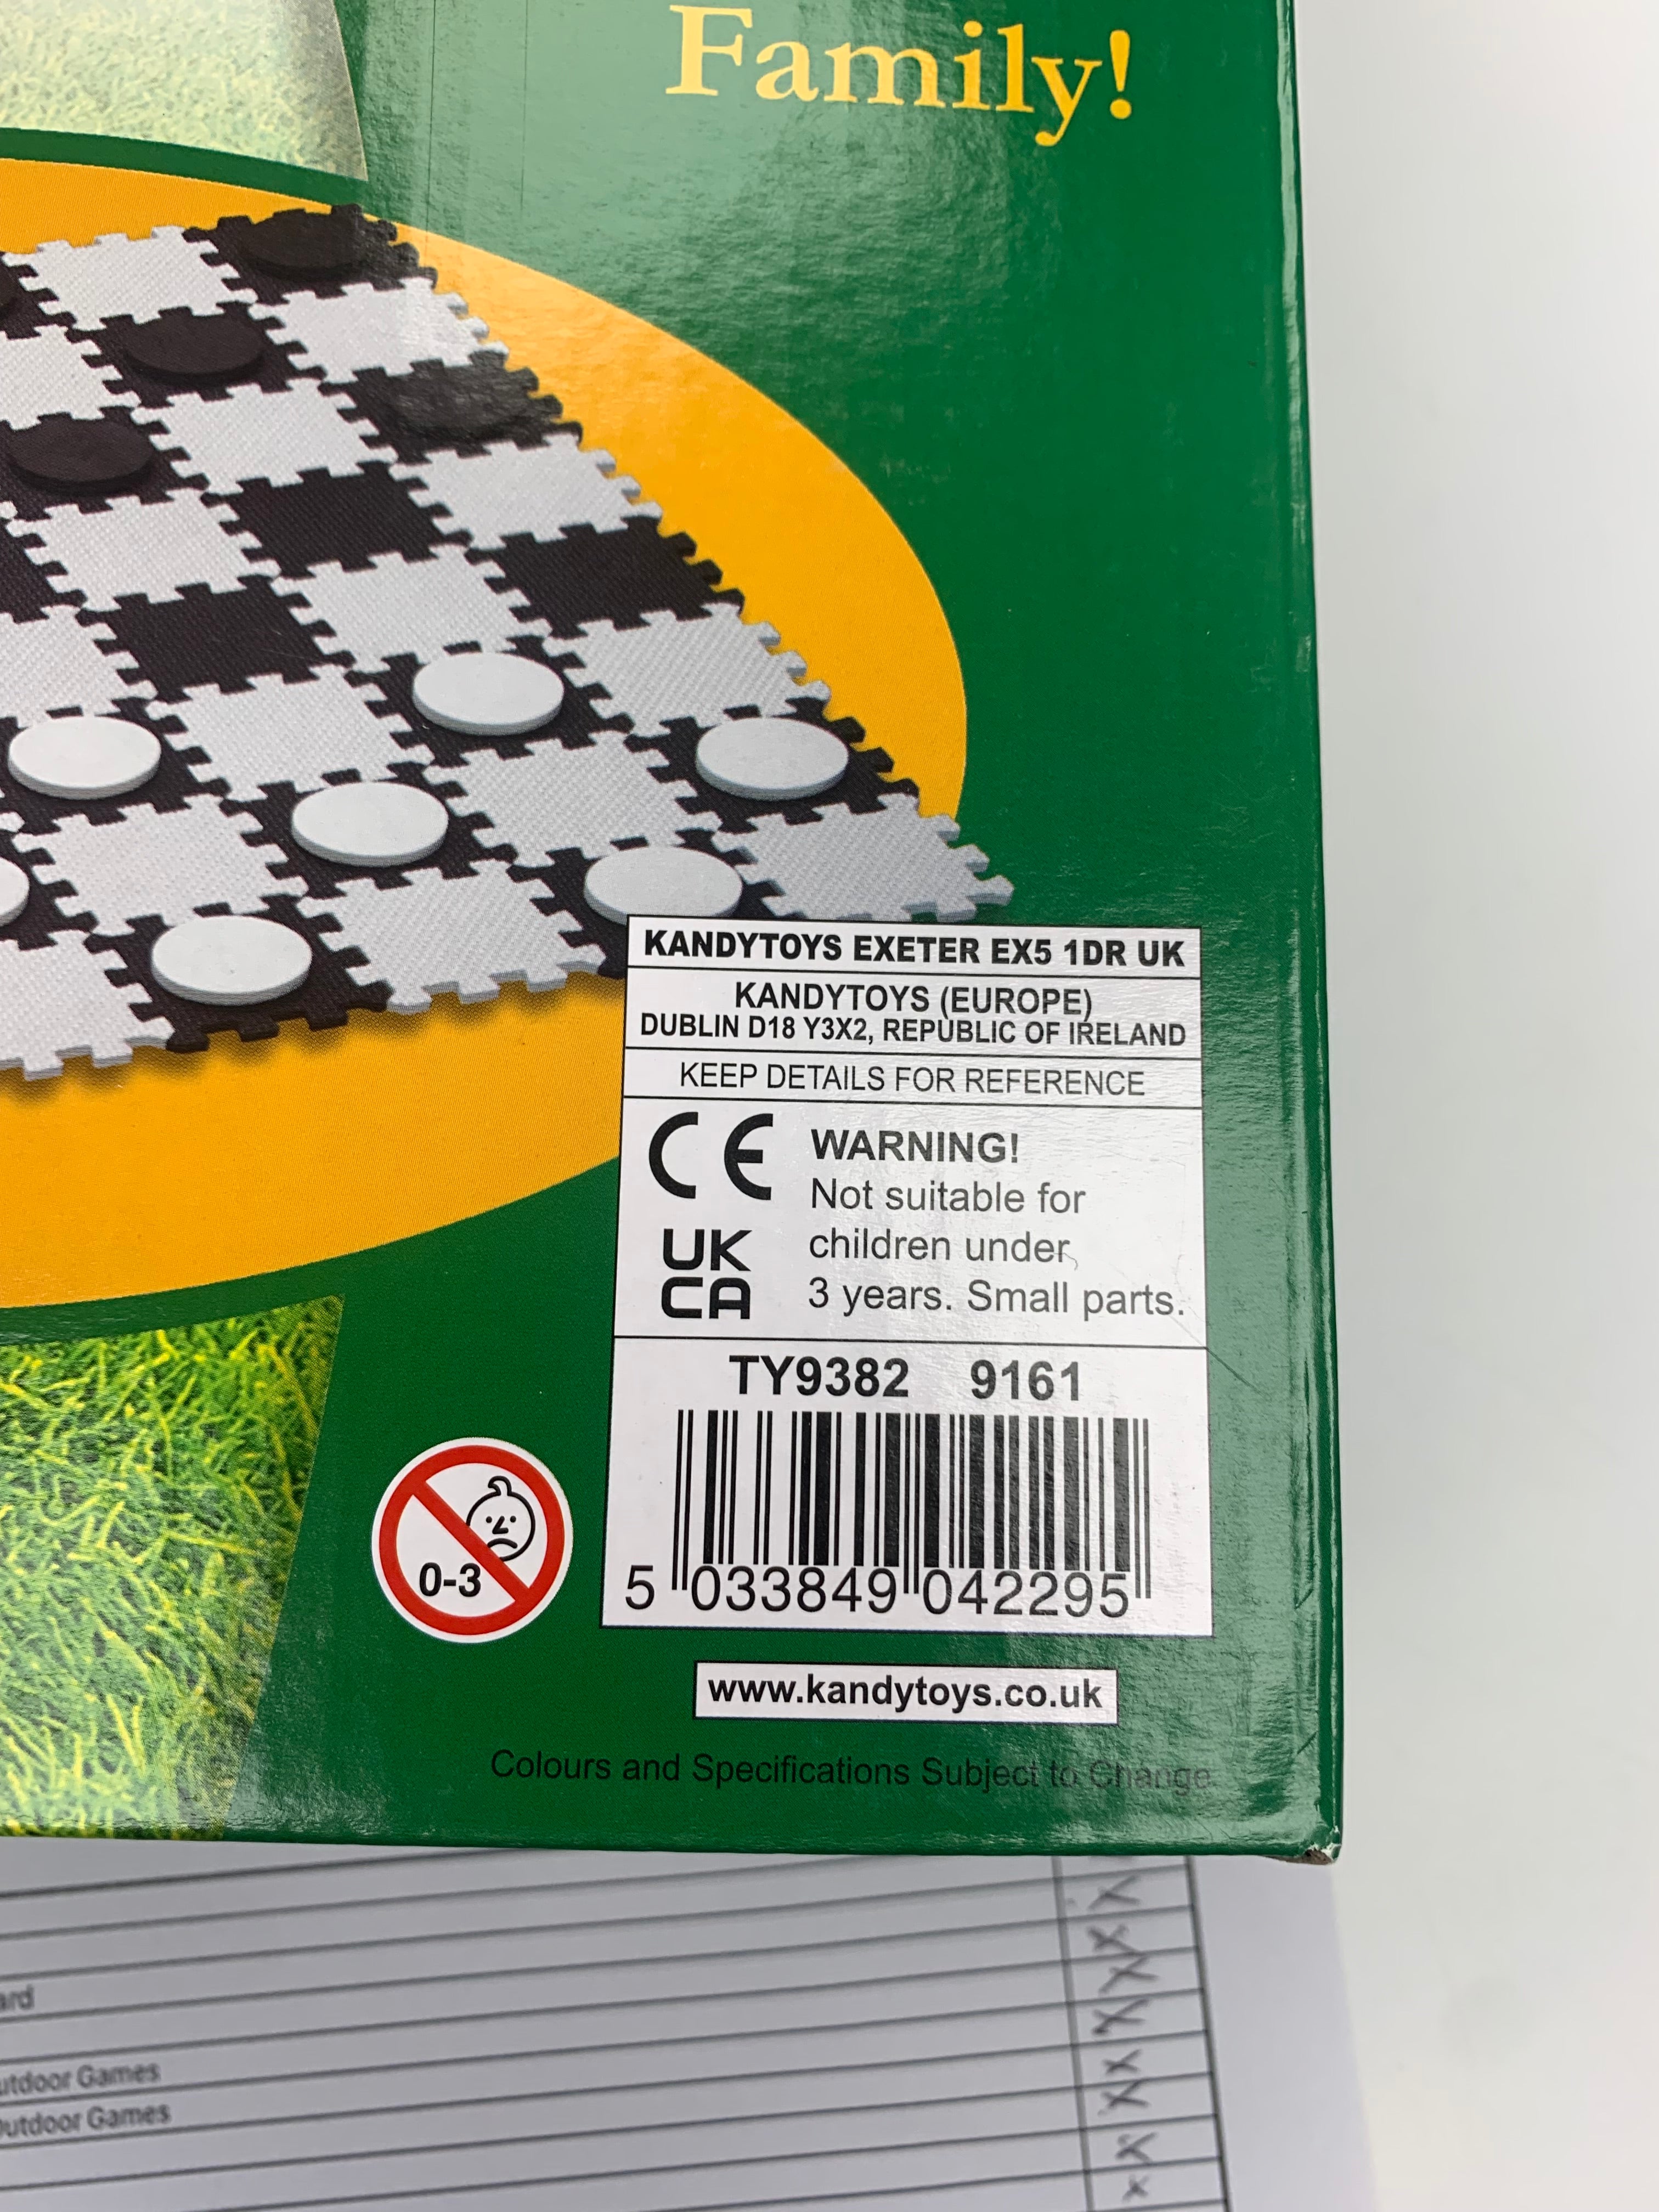 Family!
KANDYTOYS EXETER EX5 1DR UK
KANDYTOYS (EUROPE)
DUBLIN D18 Y3X2, REPUBLIC OF IRELAND
KEEP DETAILS FOR REFERENCE
CE
WARNING!
Not suitable for
children under
3 years. Small parts.
UK
CA
TY9382 9161
0-3
5 033849 042295
www.kandytoys.co.uk
Colours and Specifications Subject to Change
Games
Outdoor Games